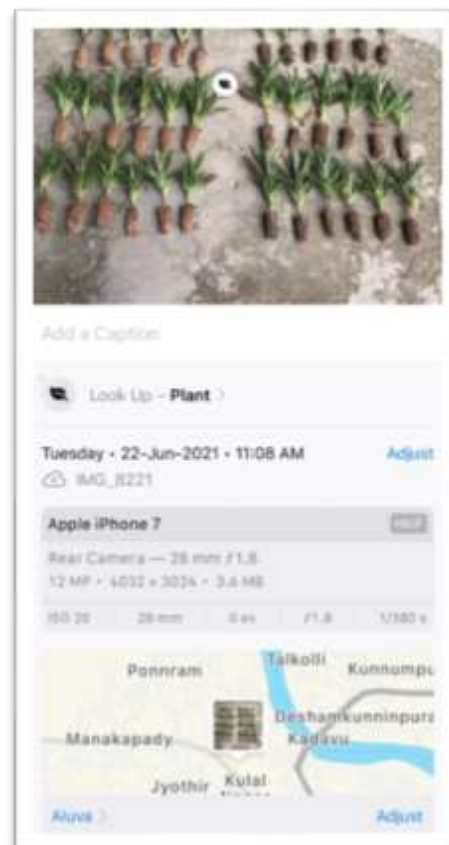 Add a Caption
Look Up - Plant >
Tuesday • 22-Jun-2021 • 11:08 AM Adjust
IMG_8221
Apple iPhone 7 HEIF
Rear Camera — 28 mm ƒ1.8
12 MP • 4032 × 3024 • 3.6 MB
ISO 20 28 mm 0 ev ƒ1.8 1/380 s
Talkolli
Ponnram Kunnumpu
Deshamkunninpura
Manakapady Kadavu
Jyothir Kulal
Aluva > Adjust